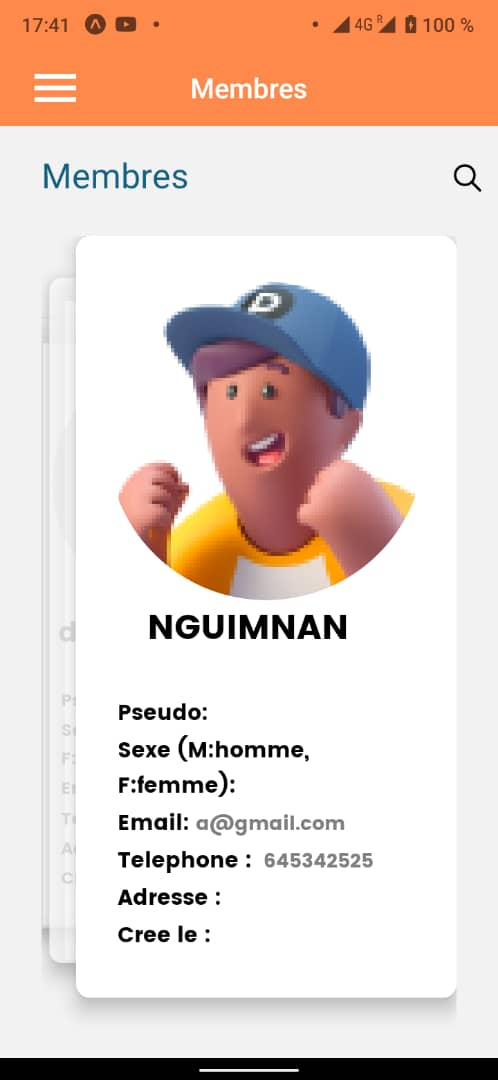 17:41
4G R 100 %
Membres
Membres
NGUIMNAN
Pseudo:
Sexe (M:homme,
F:femme):
Email: a@gmail.com
Telephone : 645342525
Adresse :
Cree le :